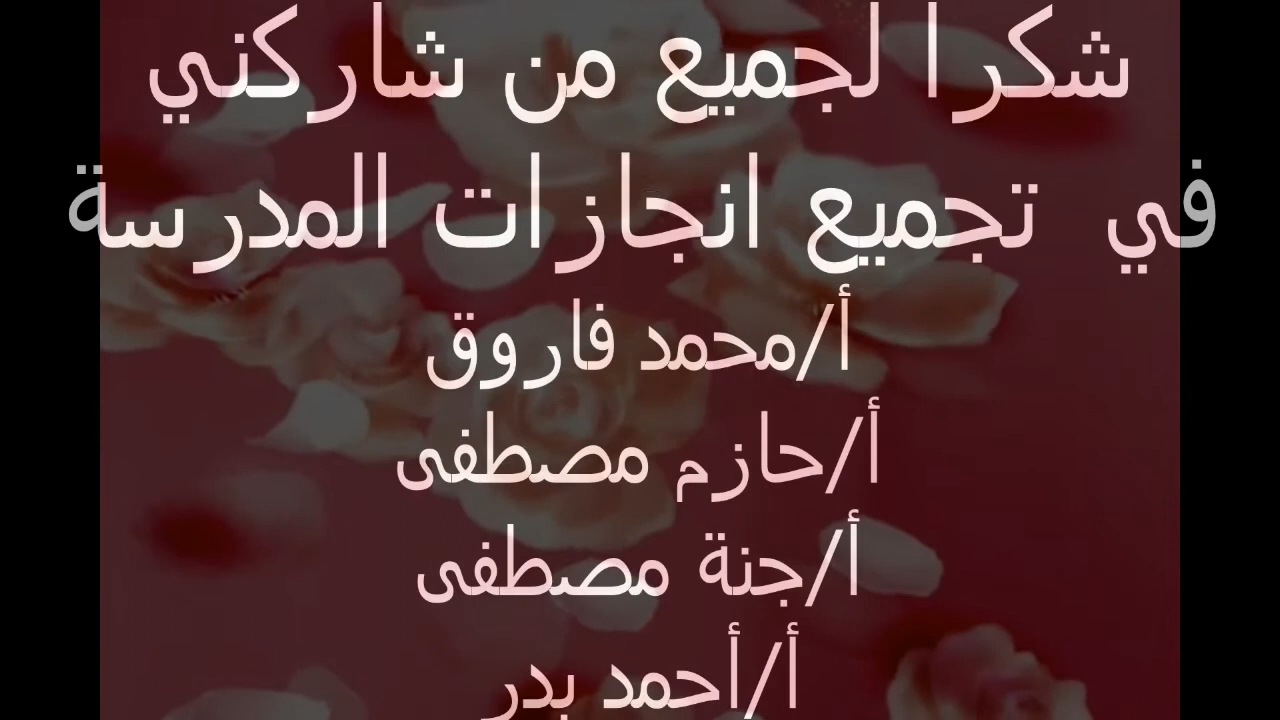 شكرا لجميع من شاركني
في تجميع انجازات المدرسة
أ/محمد فاروق
أ/حازم مصطفى
أ/جنة مصطفى
أ/أحمد بدر